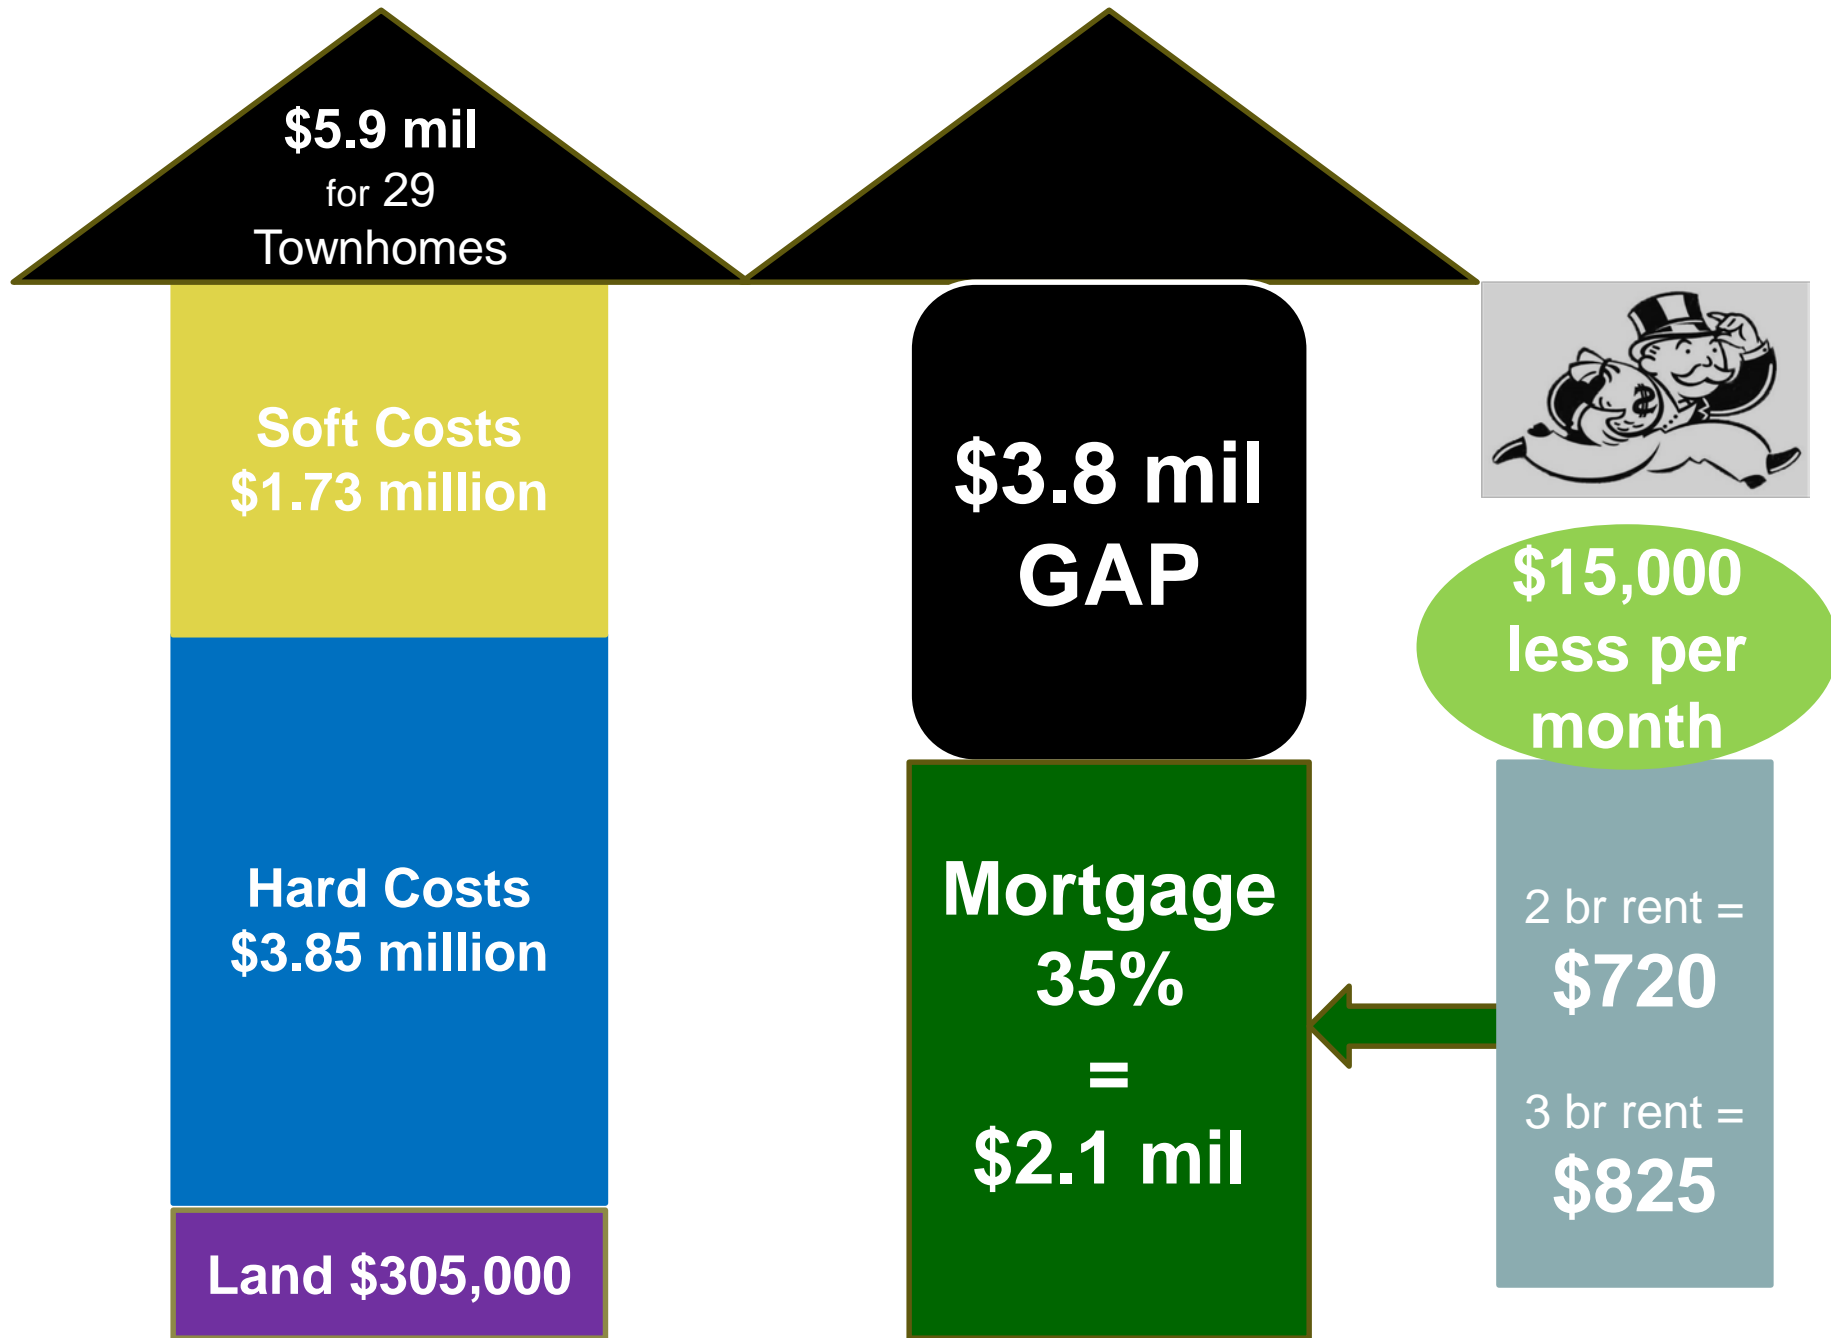 $5.9 mil
for 29
Townhomes
Soft Costs
$1.73 million
Hard Costs
$3.85 million
Land $305,000
$3.8 mil
GAP
Mortgage
35%
=
$2.1 mil
$
$15,000
less per
month
2 br rent =
$720
3 br rent =
$825